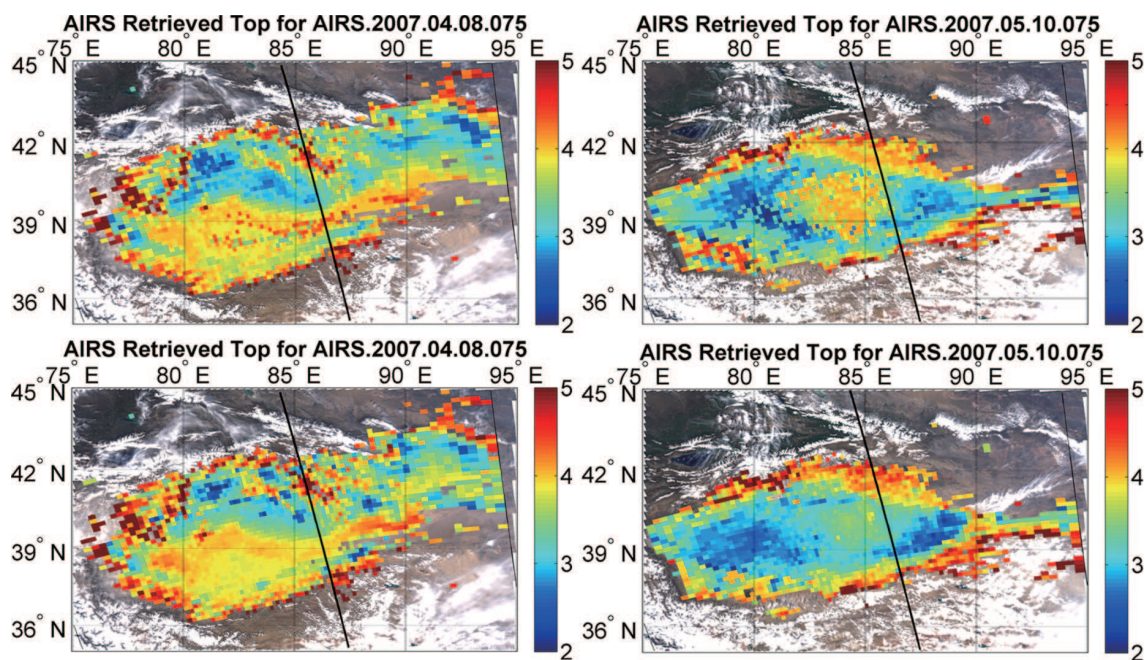 AIRS Retrieved Top for AIRS.2007.04.08.075
75° E 80° E 85° E 90° E 95° E
45° N
42° N
39° N
36° N
5
4
3
2
AIRS Retrieved Top for AIRS.2007.05.10.075
75° E 80° E 85° E 90° E 95° E
45° N
42° N
39° N
36° N
5
4
3
2
AIRS Retrieved Top for AIRS.2007.04.08.075
75° E 80° E 85° E 90° E 95° E
45° N
42° N
39° N
36° N
5
4
3
2
AIRS Retrieved Top for AIRS.2007.05.10.075
75° E 80° E 85° E 90° E 95° E
45° N
42° N
39° N
36° N
5
4
3
2